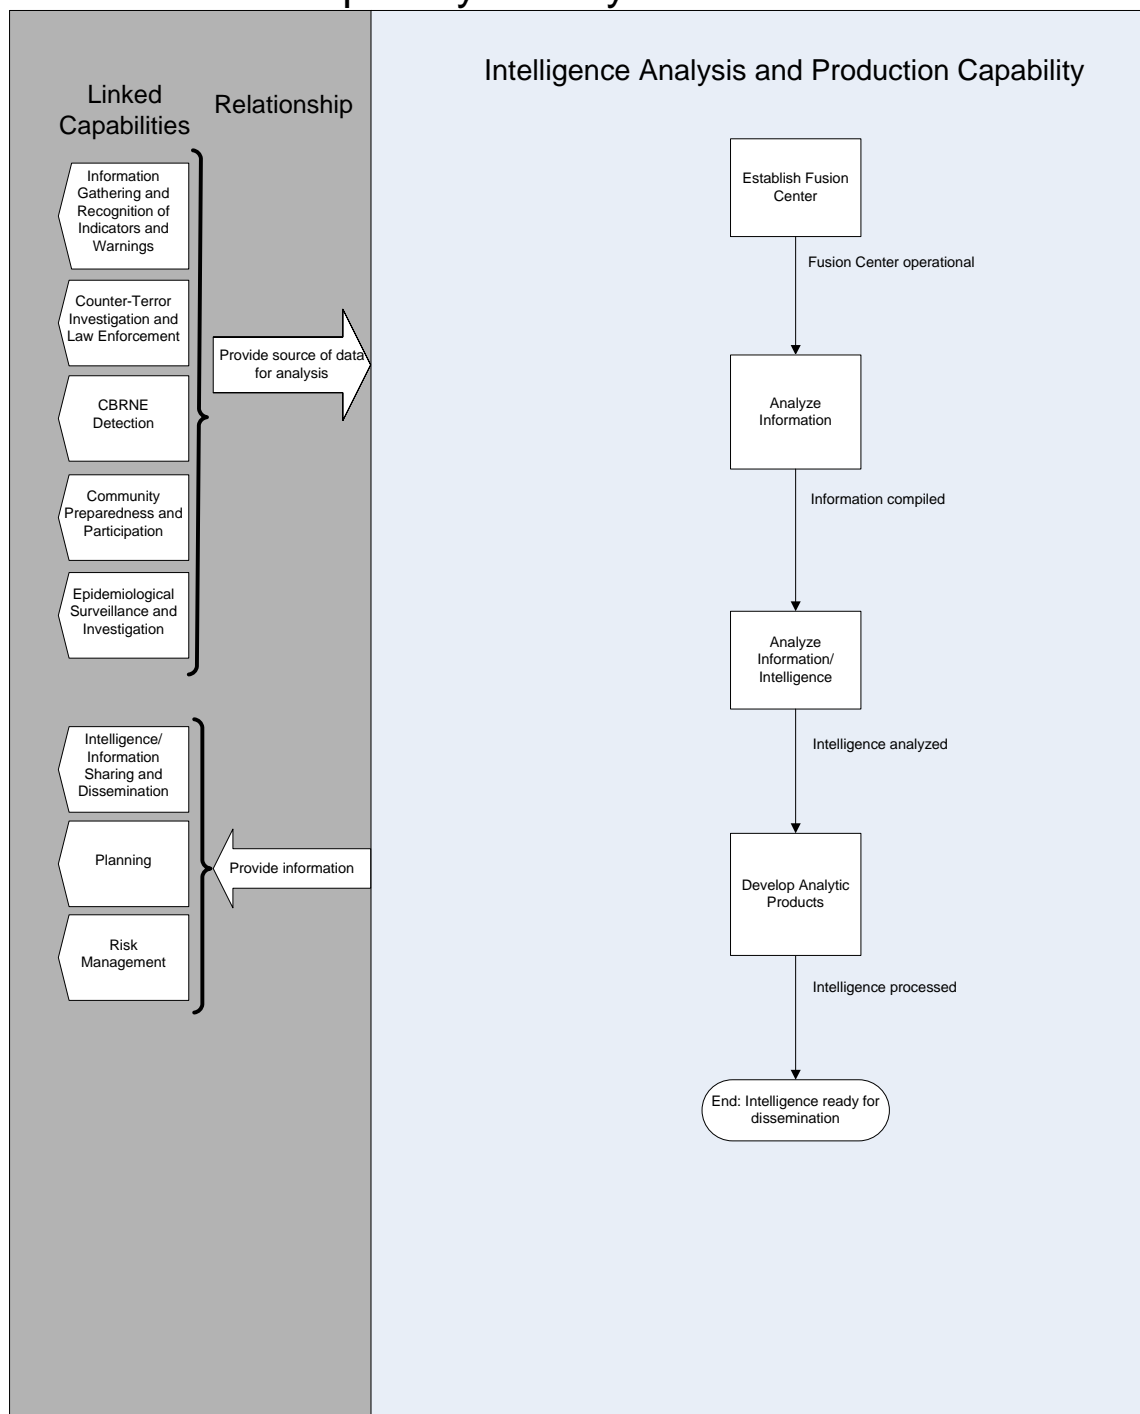 Intelligence Analysis and Production Capability
Linked
Capabilities
Relationship
Information
Gathering and
Recognition of
Indicators and
Warnings
Counter-Terror
Investigation and
Law Enforcement
CBRNE
Detection
Community
Preparedness and
Participation
Epidemiological
Surveillance and
Investigation
Provide source of data
for analysis
Intelligence/
Information
Sharing and
Dissemination
Planning
Risk
Management
Provide information
Establish Fusion
Center
Fusion Center operational
Analyze
Information
Information compiled
Analyze
Information/
Intelligence
Intelligence analyzed
Develop Analytic
Products
Intelligence processed
End: Intelligence ready for
dissemination